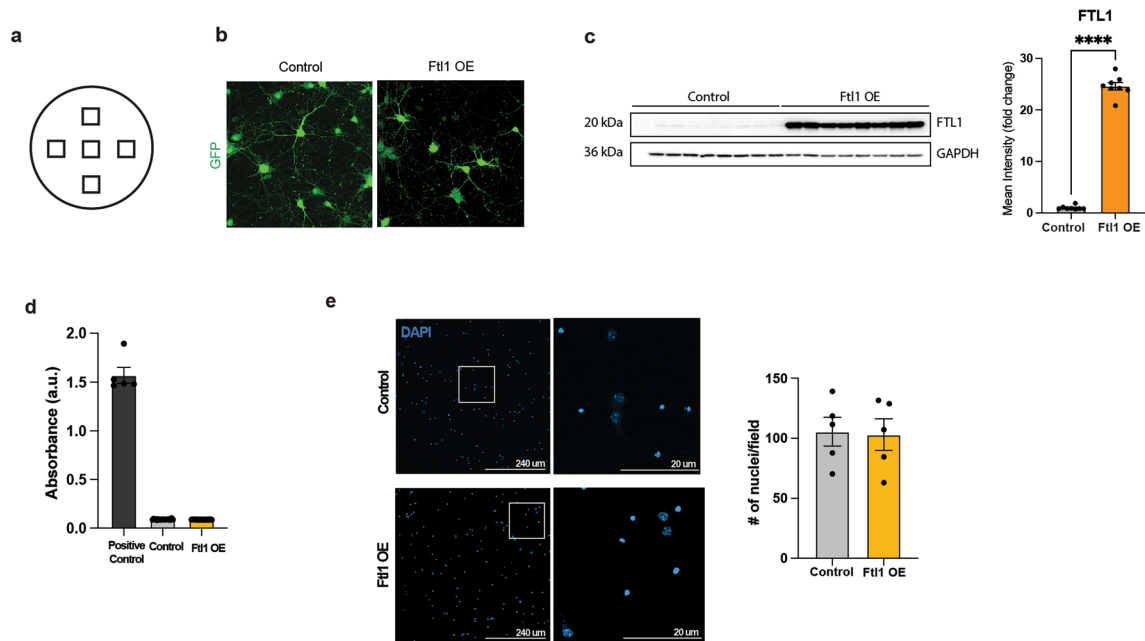 a
b
Control
Ftl1 OE
GFP
c
Control
Ftl1 OE
20 kDa
FTL1
36 kDa
GAPDH
FTL1
****
Mean Intensity (fold change)
30
20
10
0
Control
Ftl1 OE
d
Absorbance (a.u.)
2.0
1.5
1.0
0.5
0.0
Positive
Control
Control
Ftl1 OE
e
DAPI
Control
240 um
20 um
Ftl1 OE
240 um
20 um
# of nuclei/field
150
100
50
0
Control
Ftl1 OE